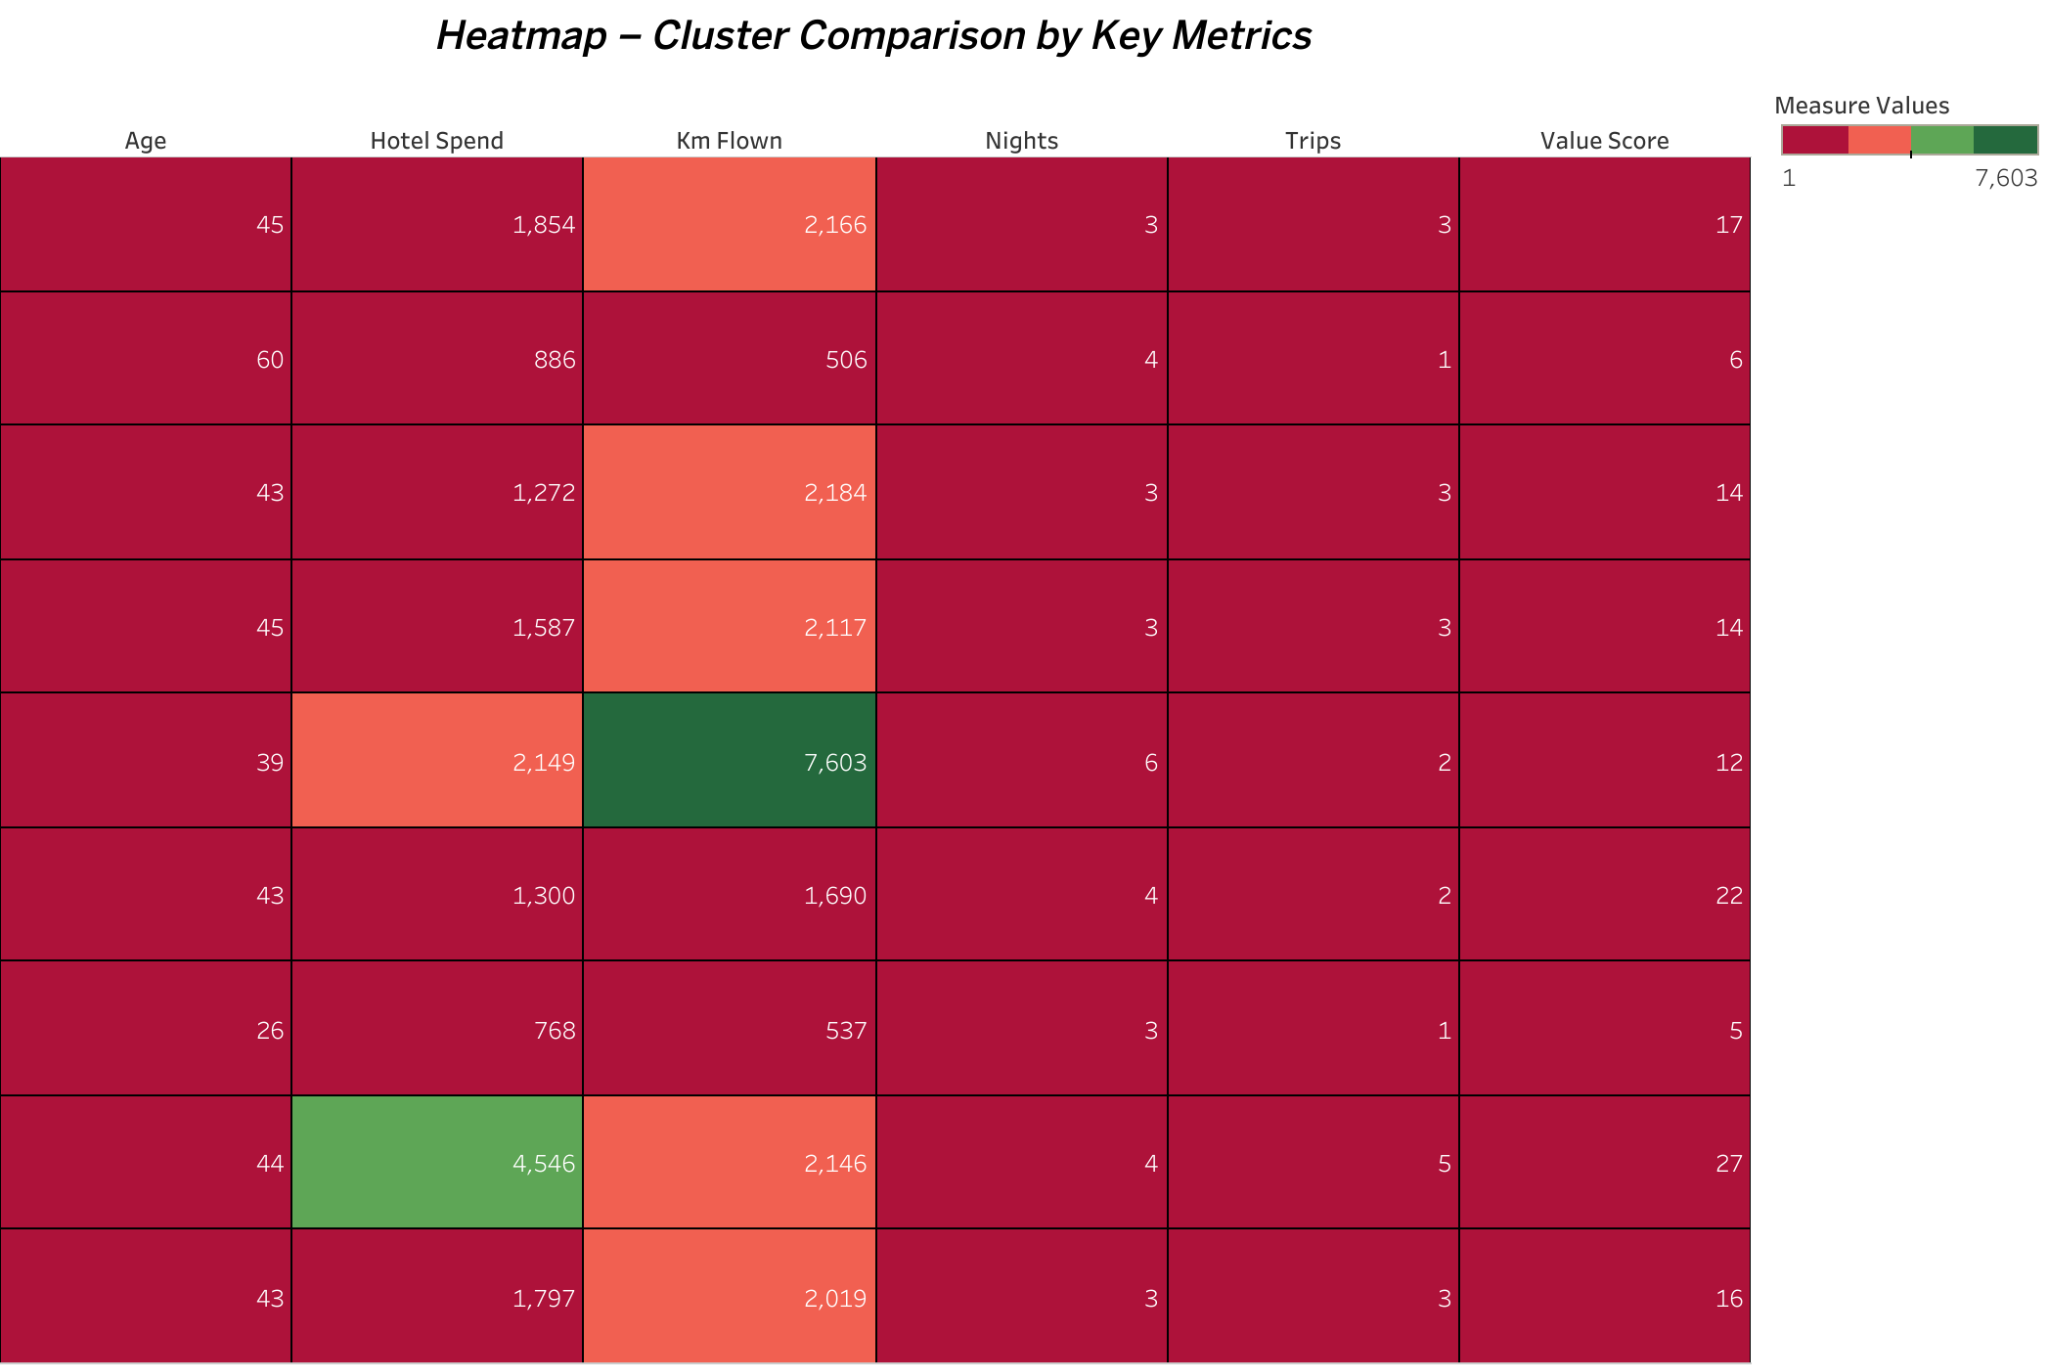 Heatmap – Cluster Comparison by Key Metrics
Measure Values
1 7,603
Age Hotel Spend Km Flown Nights Trips Value Score
45 1,854 2,166 3 3 17
60 886 506 4 1 6
43 1,272 2,184 3 3 14
45 1,587 2,117 3 3 14
39 2,149 7,603 6 2 12
43 1,300 1,690 4 2 22
26 768 537 3 1 5
44 4,546 2,146 4 5 27
43 1,797 2,019 3 3 16